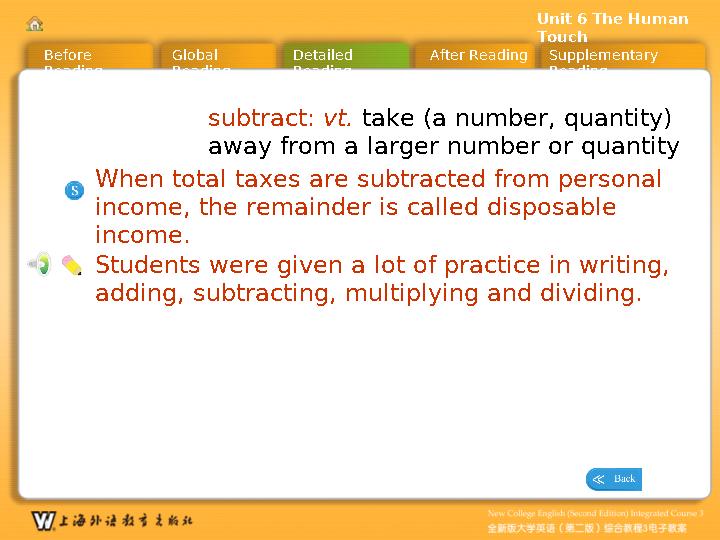 Unit 6 The Human
Touch
Before
Reading
Global
Reading
Detailed
Reading
After Reading
Supplementary
Reading
subtract: vt. take (a number, quantity)
away from a larger number or quantity
S
When total taxes are subtracted from personal
income, the remainder is called disposable
income.
Students were given a lot of practice in writing,
adding, subtracting, multiplying and dividing.
≪ Back
W 上海外语教育出版社
New College English (Second Edition) Integrated Course 3
全新版大学英语（第二版）综合教程3电子教案